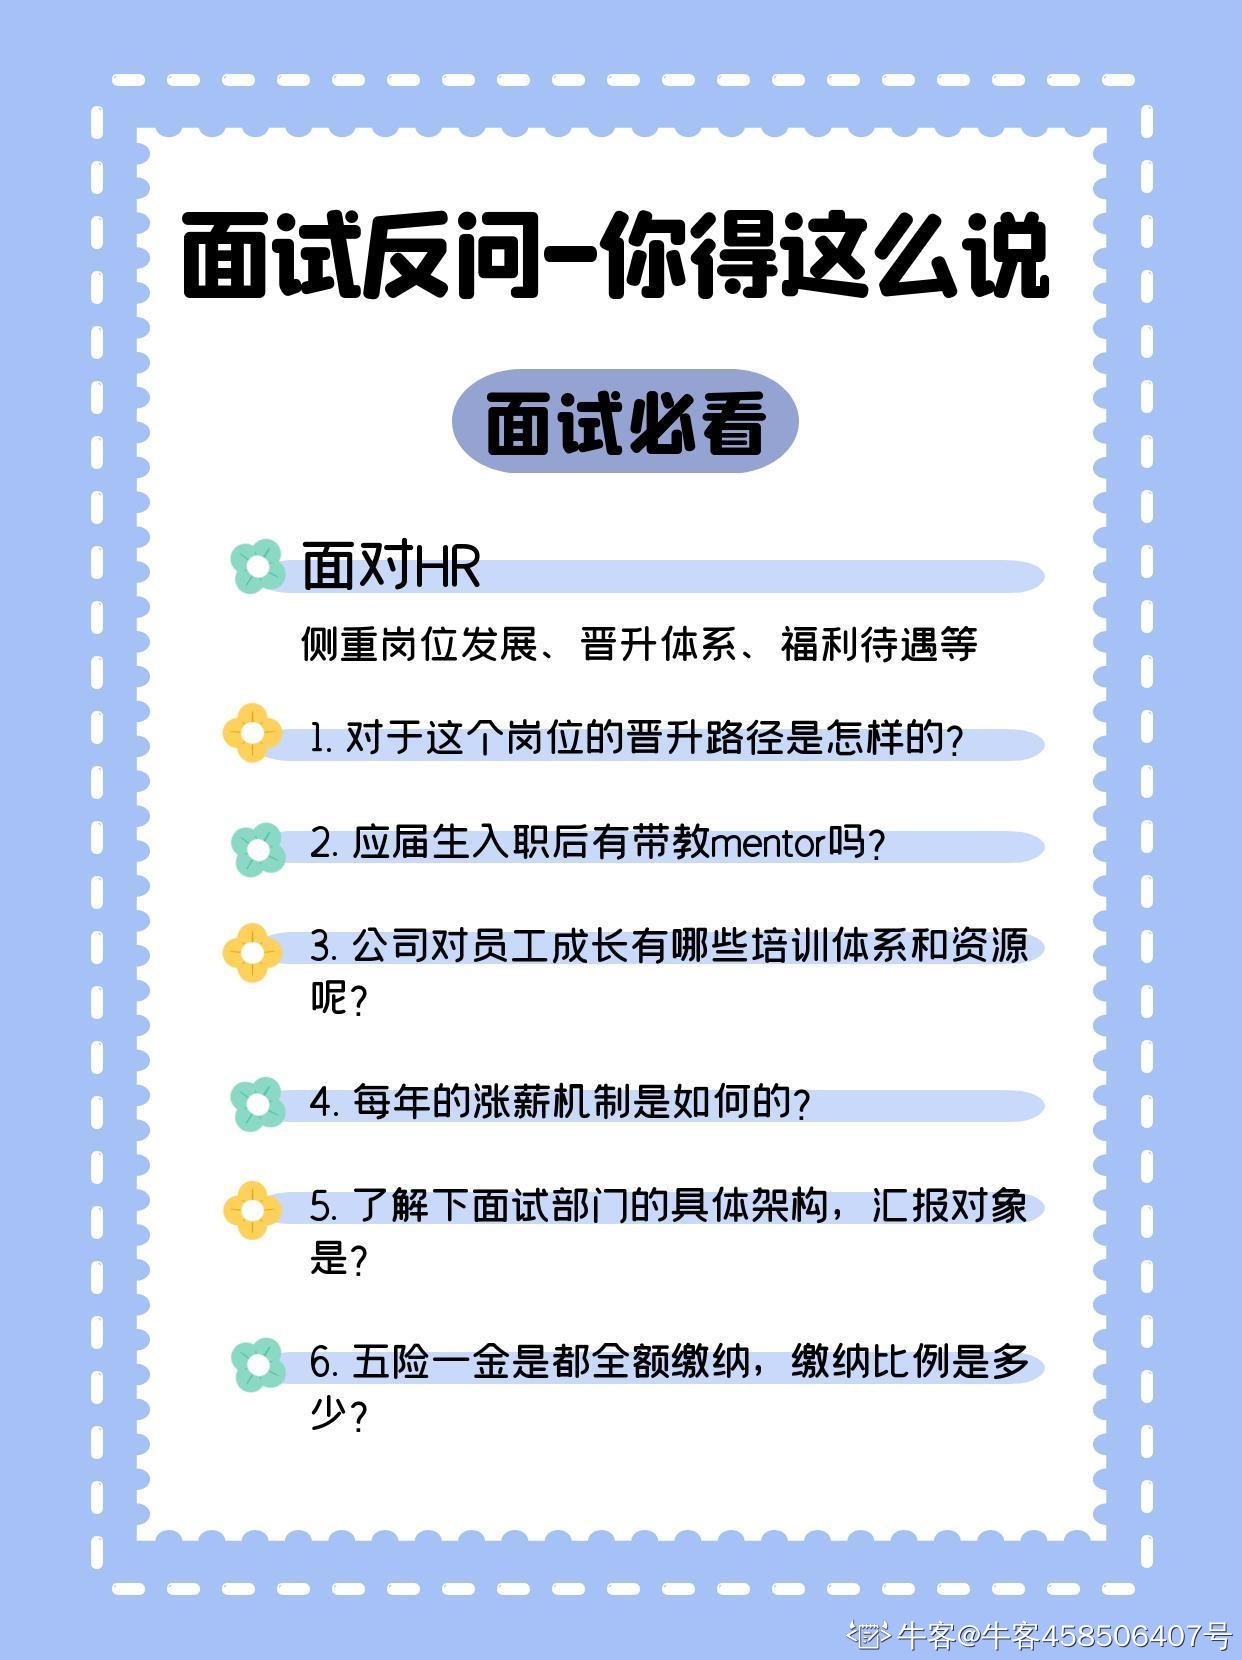 面试反问-你得这么说
面试必看
面对HR
侧重岗位发展、晋升体系、福利待遇等
1. 对于这个岗位的晋升路径是怎样的?
2. 应届生入职后有带教mentor吗?
3. 公司对员工成长有哪些培训体系和资源
呢?
4. 每年的涨薪机制是如何的?
5. 了解下面试部门的具体架构，汇报对象
是?
6. 五险一金是都全额缴纳，缴纳比例是多
少?
牛客@牛客458506407号